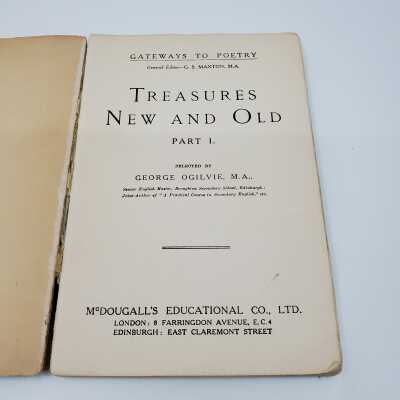 GATEWAYS TO POETRY
General Editor—G. S. MAXTON, M.A.
TREASURES
NEW AND OLD
PART I.
SELECTED BY
GEORGE OGILVIE, M.A.,
Senior English Master, Broughton Secondary School, Edinburgh;
Joint-Author of "A Practical Course in Secondary English," etc.
McDOUGALL'S EDUCATIONAL CO., LTD.
LONDON: 8 FARRINGDON AVENUE, E.C.4
EDINBURGH: EAST CLAREMONT STREET